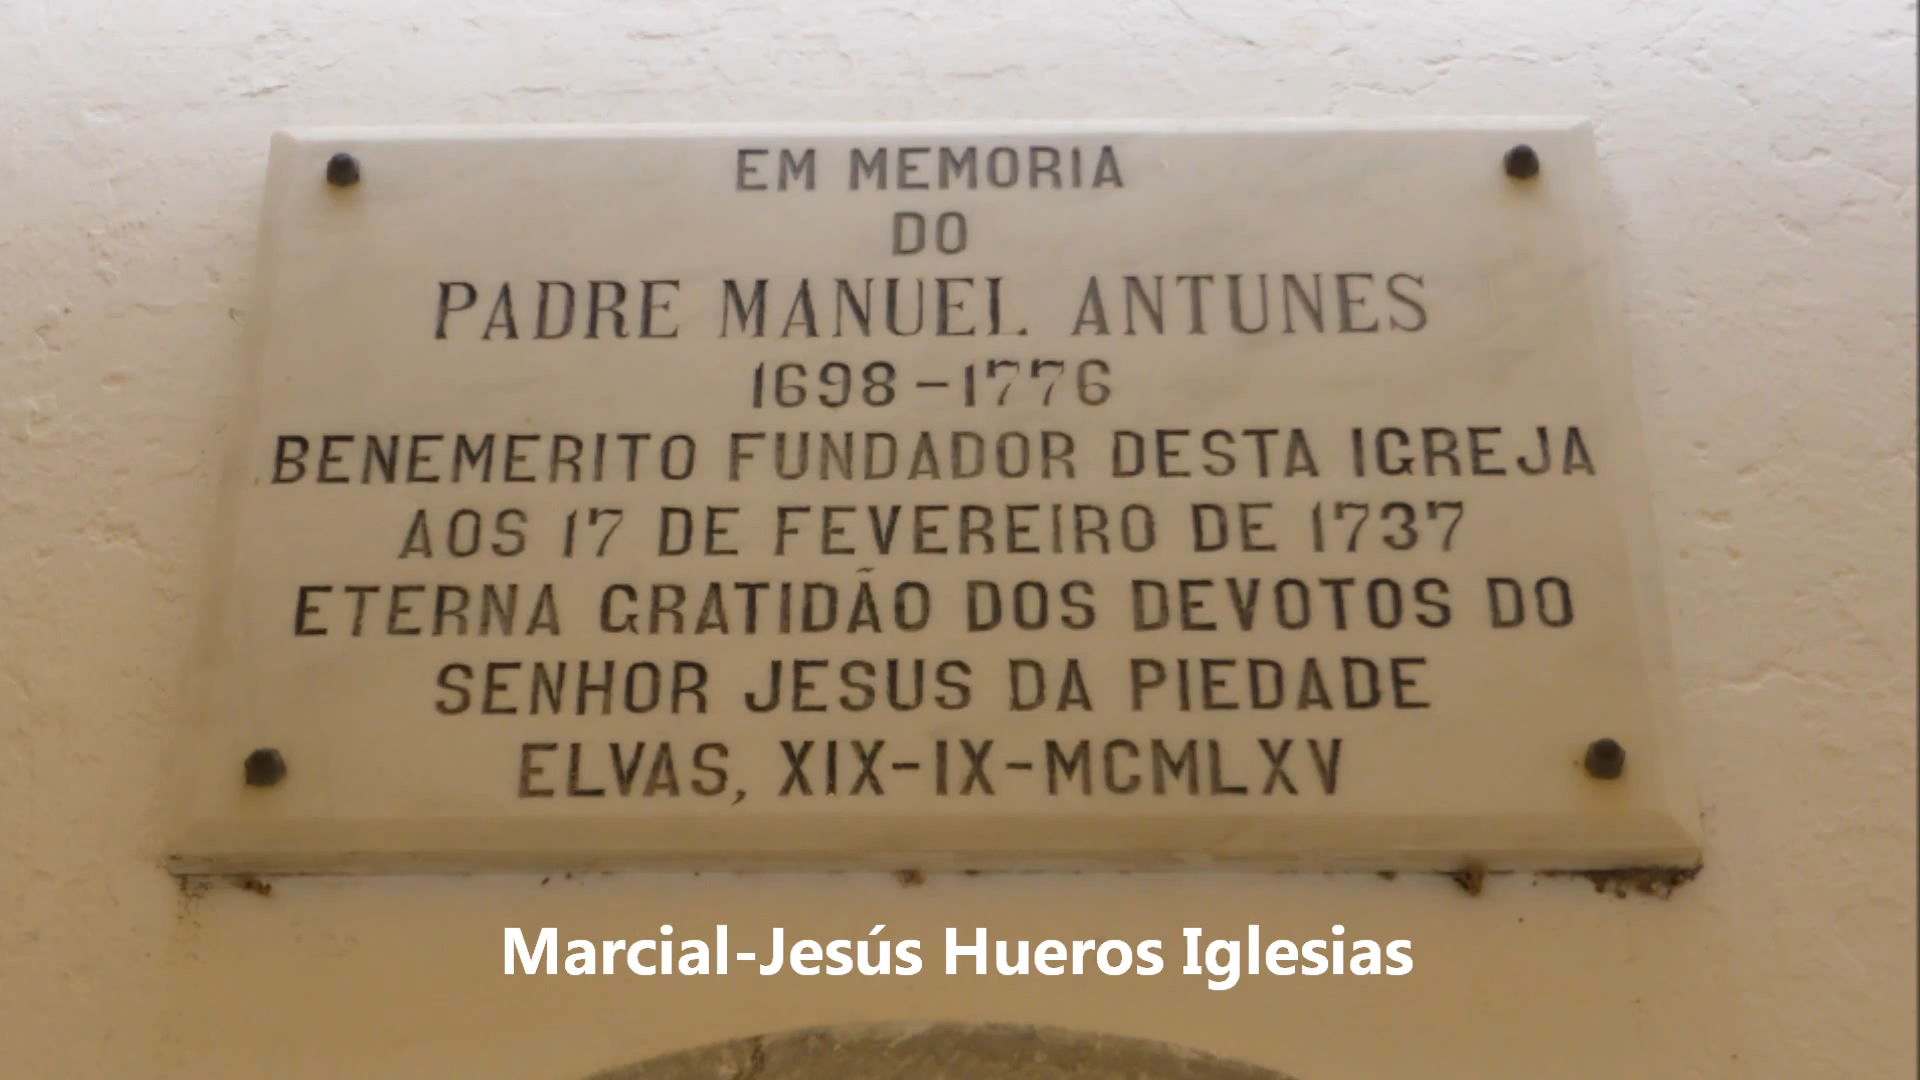 EM MEMORIA
DO
PADRE MANUEL ANTUNES
1698-1776
BENEMERITO FUNDADOR DESTA IGREJA
AOS 17 DE FEVEREIRO DE 1737
ETERNA GRATIDÃO DOS DEVOTOS DO
SENHOR JESUS DA PIEDADE
ELVAS, XIX-IX-MCMLXV
Marcial-Jesús Hueros Iglesias